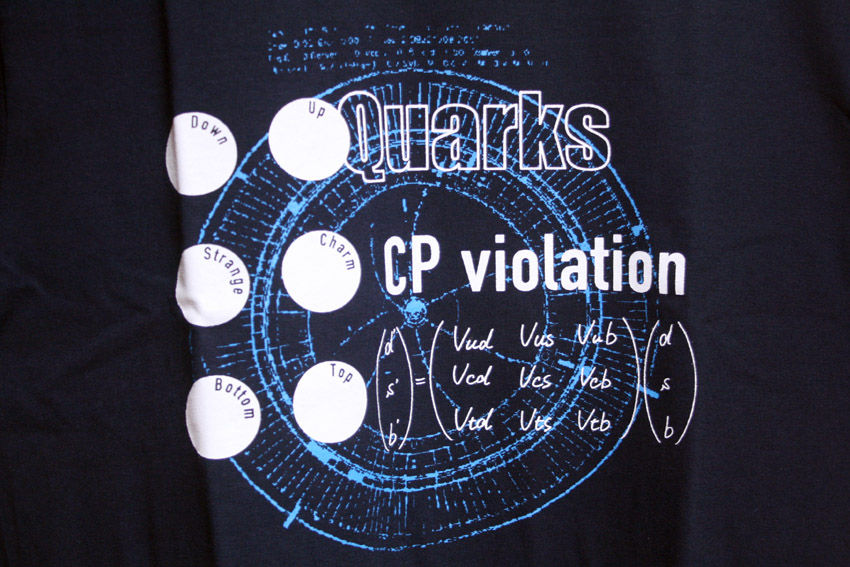 Quarks
Down
Up
Strange
Charm
Bottom
Top
CP violation
(d') = (Vud Vus Vub) (d)
(s') (Vcd Vcs Vcb) (s)
(b') (Vtd Vts Vtb) (b)